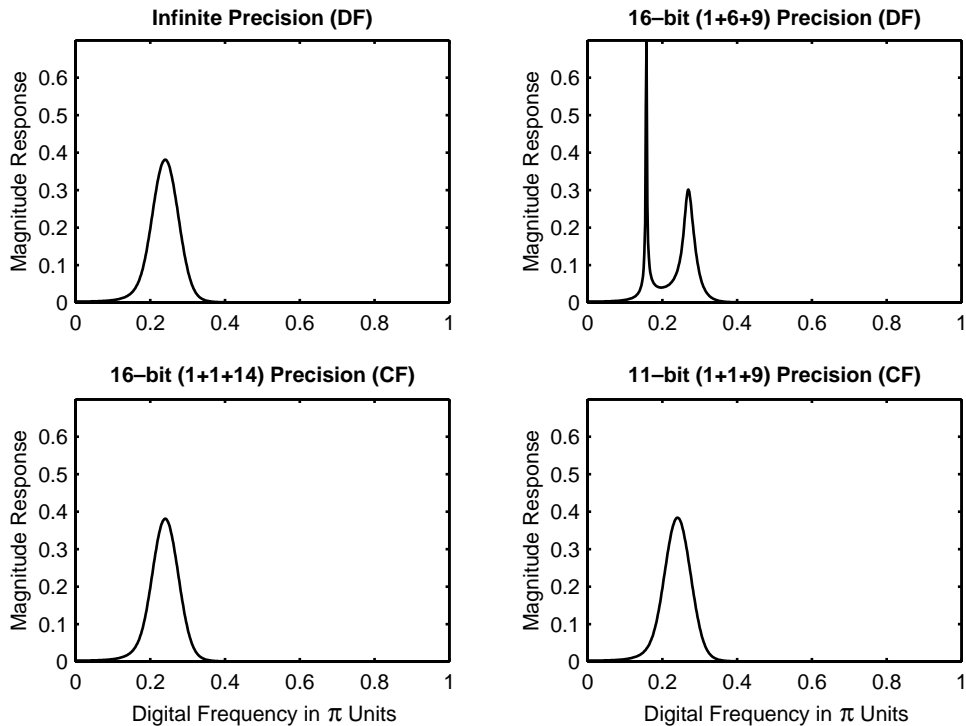 Infinite Precision (DF)
Magnitude Response
0.6
0.5
0.4
0.3
0.2
0.1
0
0 0.2 0.4 0.6 0.8 1
16–bit (1+6+9) Precision (DF)
Magnitude Response
0.6
0.5
0.4
0.3
0.2
0.1
0
0 0.2 0.4 0.6 0.8 1
16–bit (1+1+14) Precision (CF)
Magnitude Response
0.6
0.5
0.4
0.3
0.2
0.1
0
0 0.2 0.4 0.6 0.8 1
Digital Frequency in π Units
11–bit (1+1+9) Precision (CF)
Magnitude Response
0.6
0.5
0.4
0.3
0.2
0.1
0
0 0.2 0.4 0.6 0.8 1
Digital Frequency in π Units